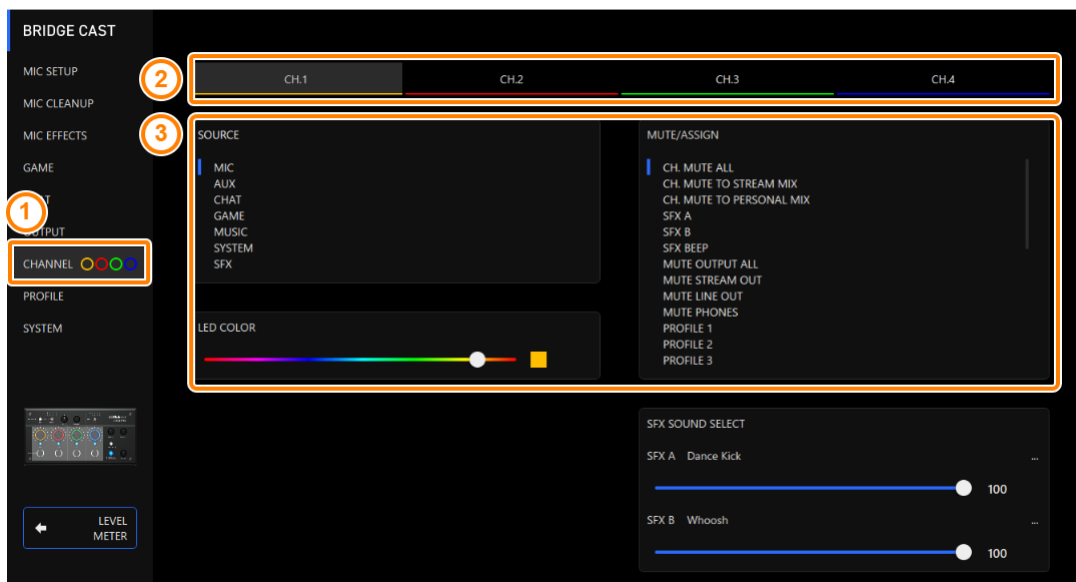 BRIDGE CAST
MIC SETUP
MIC CLEANUP
MIC EFFECTS
GAME
OUTPUT
CHANNEL
PROFILE
SYSTEM
LEVEL
METER
1
2
CH.1
CH.2
CH.3
CH.4
3
SOURCE
MIC
AUX
CHAT
GAME
MUSIC
SYSTEM
SFX
LED COLOR
MUTE/ASSIGN
CH. MUTE ALL
CH. MUTE TO STREAM MIX
CH. MUTE TO PERSONAL MIX
SFX A
SFX B
SFX BEEP
MUTE OUTPUT ALL
MUTE STREAM OUT
MUTE LINE OUT
MUTE PHONES
PROFILE 1
PROFILE 2
PROFILE 3
SFX SOUND SELECT
SFX A Dance Kick ...
100
SFX B Whoosh ...
100